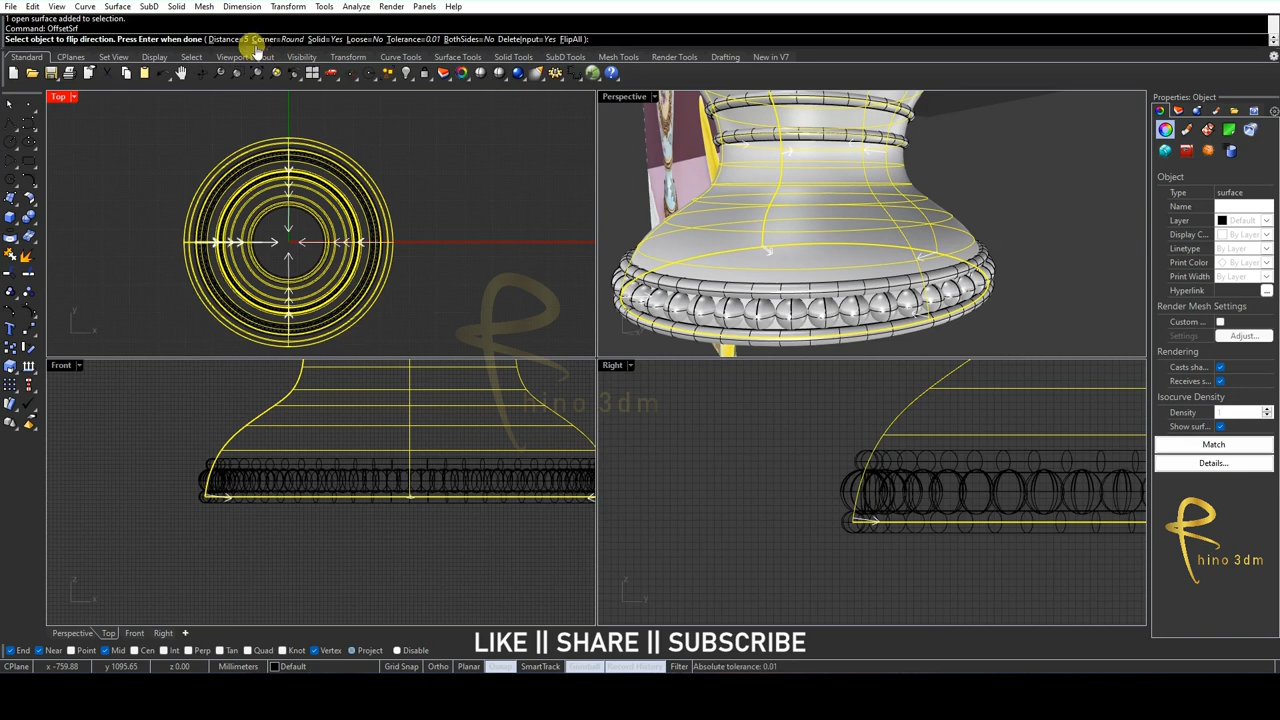 File Edit View Curve Surface SubD Solid Mesh Dimension Transform Tools Analyze Render Panels Help
1 open surface added to selection.
Command: OffsetSrf
Select object to flip direction. Press Enter when done ( Distance=5 Corner=Round Solid=Yes Loose=No Tolerance=0.01 BothSides=No DeleteInput=Yes FlipAll ):
Standard CPlanes Set View Display Select Viewport Layout Visibility Transform Curve Tools Surface Tools Solid Tools SubD Tools Mesh Tools Render Tools Drafting New in V7
Top
Perspective
Front
Right
y
x
z
x
z
y
Rhino 3dm
Properties: Object
Object
Type surface
Name
Layer Default
Display C... By Layer
Linetype By Layer
Print Color By Layer
Print Width By Layer
Hyperlink ...
Render Mesh Settings
Custom ...
Settings Adjust...
Rendering
Casts sha...
Receives s...
Isocurve Density
Density 1
Show surf...
Match
Details...
Rhino 3dm
Perspective Top Front Right
LIKE || SHARE || SUBSCRIBE
End Near Point Mid Cen Int Perp Tan Quad Knot Vertex Project Disable
CPlane x -759.88 y 1095.65 z 0.00 Millimeters Default Grid Snap Ortho Planar Osnap SmartTrack Gumball Record History Filter Absolute tolerance: 0.01